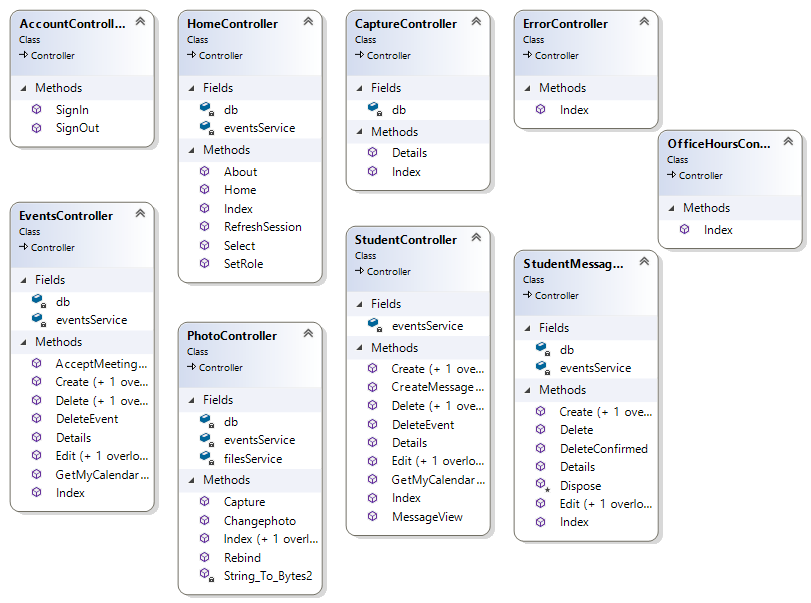 AccountControll...
Class
Controller
Methods
SignIn
SignOut
HomeController
Class
Controller
Fields
db
eventsService
Methods
About
Home
Index
RefreshSession
Select
SetRole
CaptureController
Class
Controller
Fields
db
Methods
Details
Index
ErrorController
Class
Controller
Methods
Index
OfficeHoursCon...
Class
Controller
Methods
Index
EventsController
Class
Controller
Fields
db
eventsService
Methods
AcceptMeeting...
Create (+ 1 ove...
Delete (+ 1 ove...
DeleteEvent
Details
Edit (+ 1 overlo...
GetMyCalendar...
Index
PhotoController
Class
Controller
Fields
db
eventsService
filesService
Methods
Capture
Changephoto
Index (+ 1 overl...
Rebind
String_To_Bytes2
StudentController
Class
Controller
Fields
eventsService
Methods
Create (+ 1 ove...
CreateMessage...
Delete (+ 1 ove...
DeleteEvent
Details
Edit (+ 1 overlo...
GetMyCalendar...
Index
MessageView
StudentMessag...
Class
Controller
Fields
db
eventsService
Methods
Create (+ 1 ove...
Delete
DeleteConfirmed
Details
Dispose
Edit (+ 1 overlo...
Index